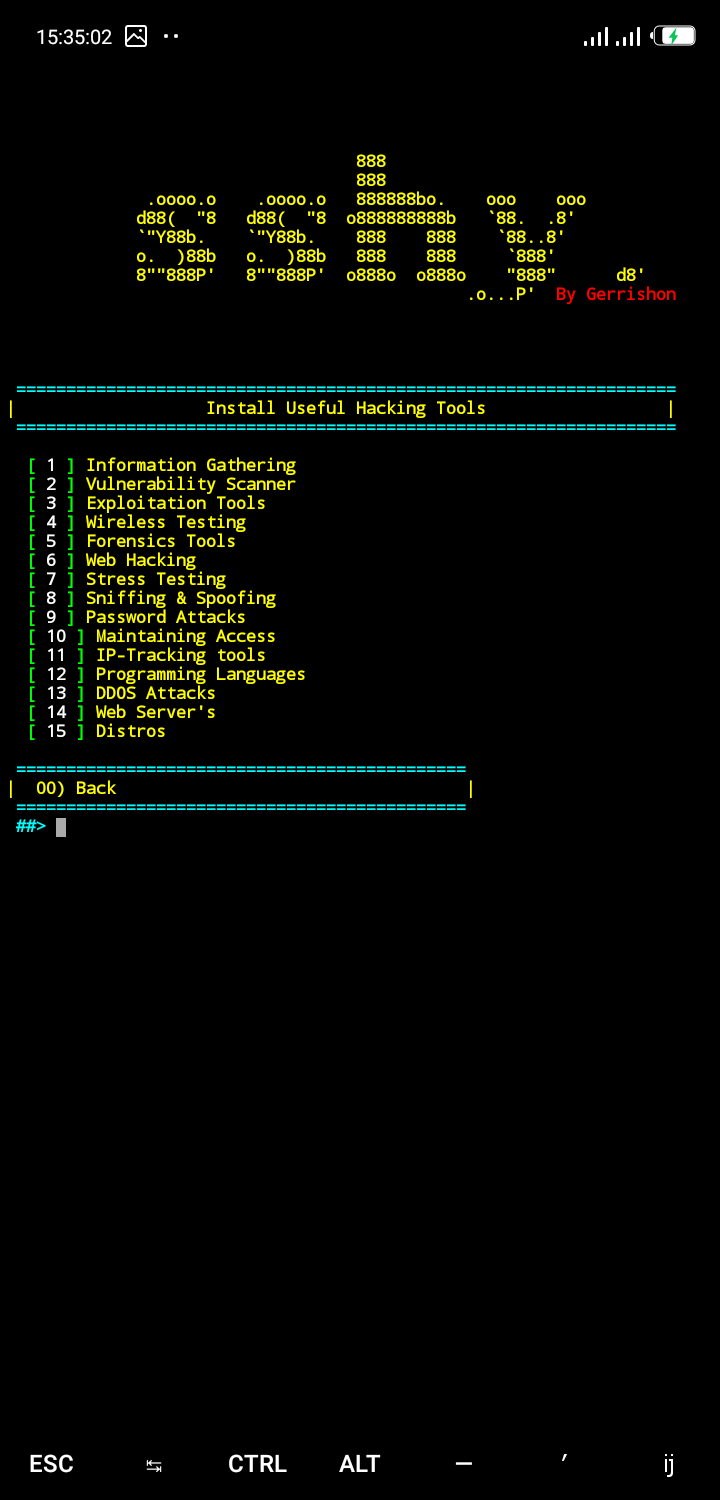 15:35:02
888
888
.oooo.o    .oooo.o   888888bo.    ooo    ooo
d88(  "8   d88(  "8  o888888888b   `88.  .8'
`"Y88b.    `"Y88b.    888    888    `88..8'
o.  )88b   o.  )88b   888    888     `888'
8""888P'   8""888P'  o888o  o888o    "888"      d8'
.o...P'  By Gerrishon
==================================================================
|                   Install Useful Hacking Tools                  |
==================================================================
[ 1 ] Information Gathering
[ 2 ] Vulnerability Scanner
[ 3 ] Exploitation Tools
[ 4 ] Wireless Testing
[ 5 ] Forensics Tools
[ 6 ] Web Hacking
[ 7 ] Stress Testing
[ 8 ] Sniffing & Spoofing
[ 9 ] Password Attacks
[ 10 ] Maintaining Access
[ 11 ] IP-Tracking tools
[ 12 ] Programming Languages
[ 13 ] DDOS Attacks
[ 14 ] Web Server's
[ 15 ] Distros
=============================================
|  00) Back                                   |
=============================================
##>
ESC ↹ CTRL ALT — ′ ij